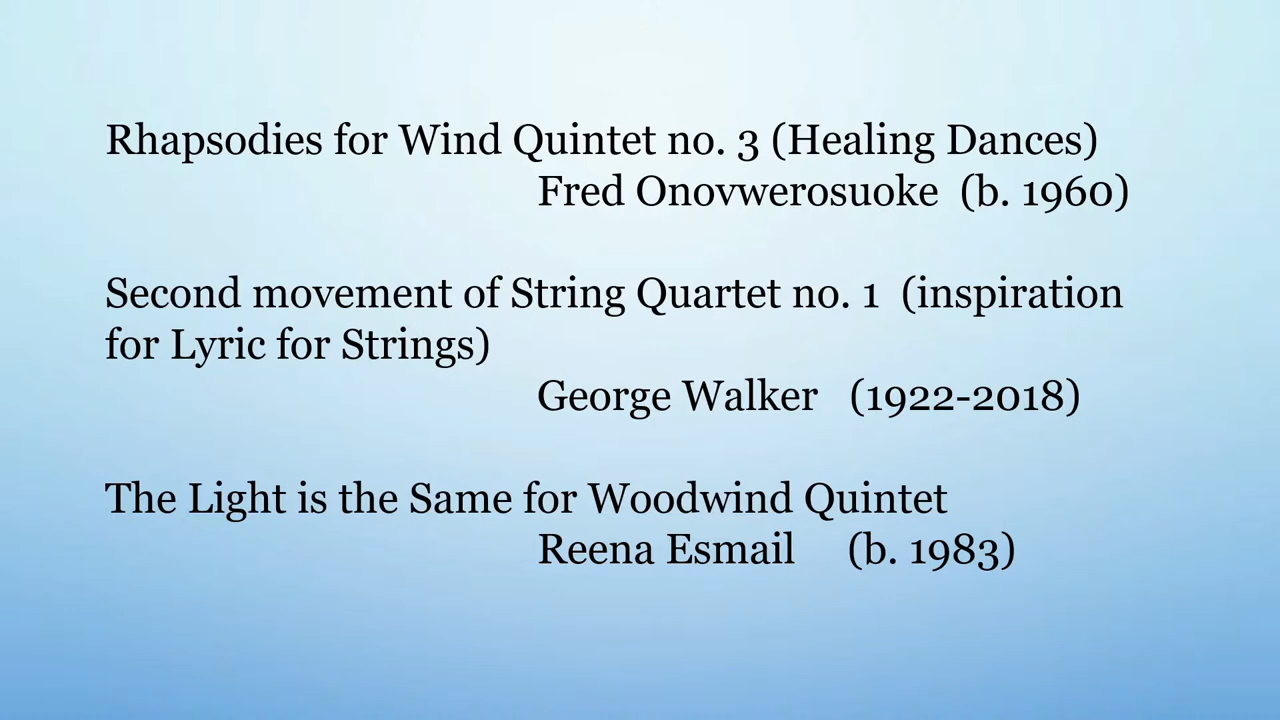 Rhapsodies for Wind Quintet no. 3 (Healing Dances)
Fred Onovwerosuoke (b. 1960)
Second movement of String Quartet no. 1 (inspiration
for Lyric for Strings)
George Walker (1922-2018)
The Light is the Same for Woodwind Quintet
Reena Esmail (b. 1983)